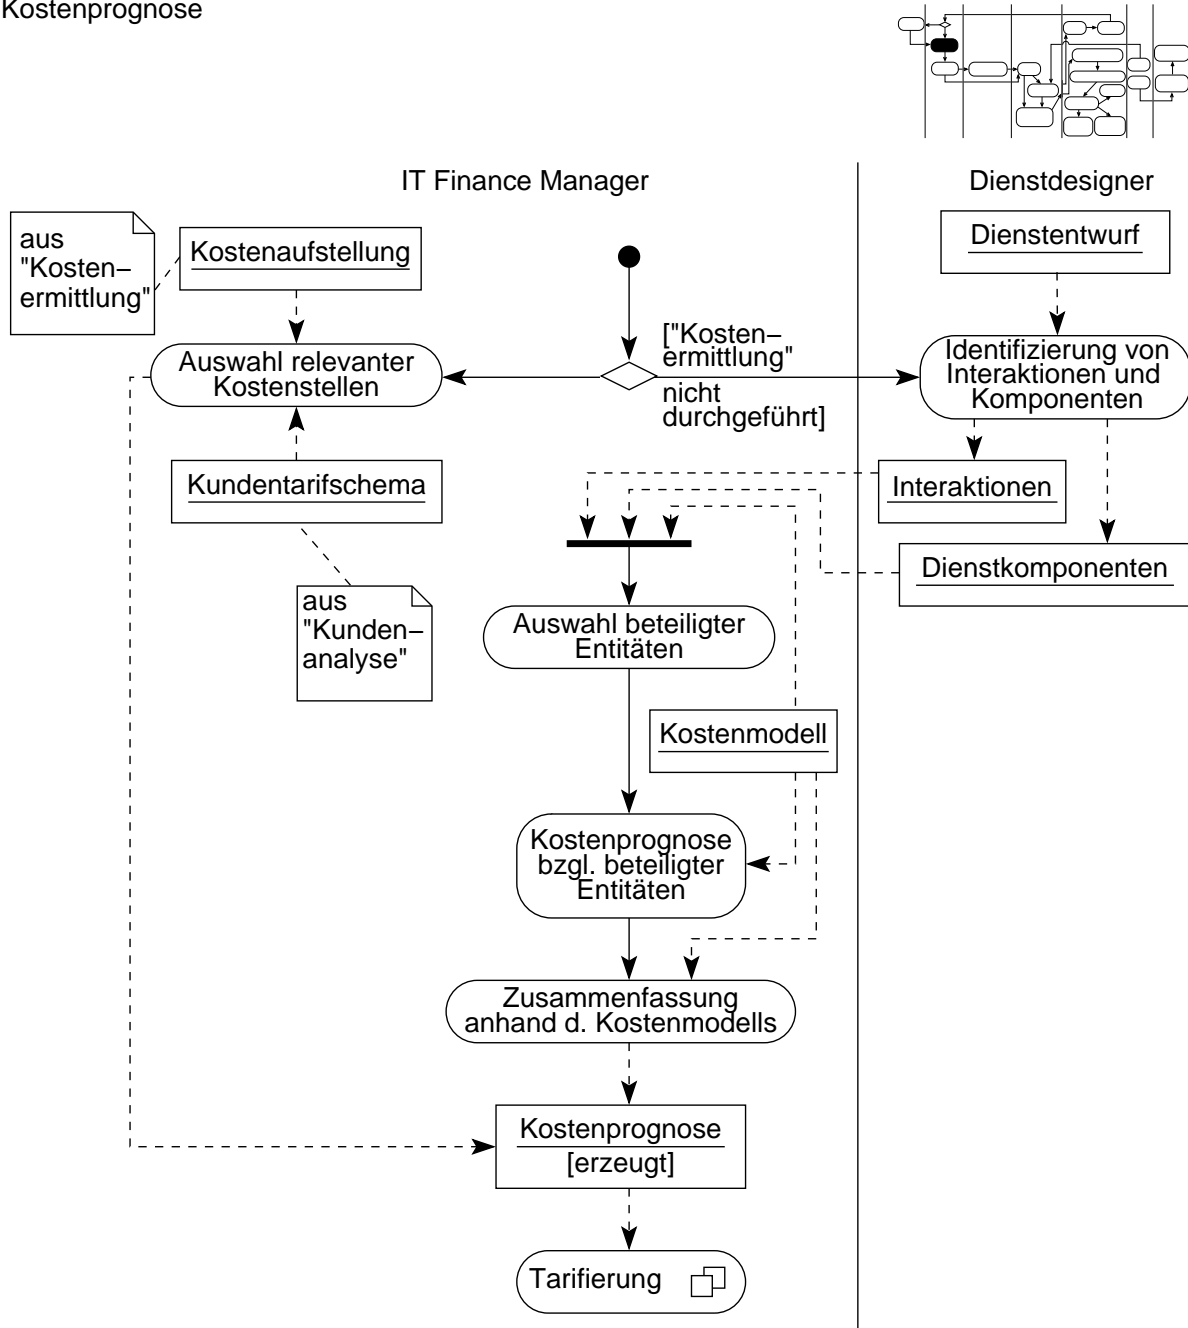 Kostenprognose
IT Finance Manager
Dienstdesigner
aus
"Kosten–
ermittlung"
Kostenaufstellung
Dienstentwurf
["Kosten–
ermittlung"
nicht
durchgeführt]
Auswahl relevanter
Kostenstellen
Identifizierung von
Interaktionen und
Komponenten
Kundentarifschema
Interaktionen
Dienstkomponenten
aus
"Kunden–
analyse"
Auswahl beteiligter
Entitäten
Kostenmodell
Kostenprognose
bzgl. beteiligter
Entitäten
Zusammenfassung
anhand d. Kostenmodells
Kostenprognose
[erzeugt]
Tarifierung